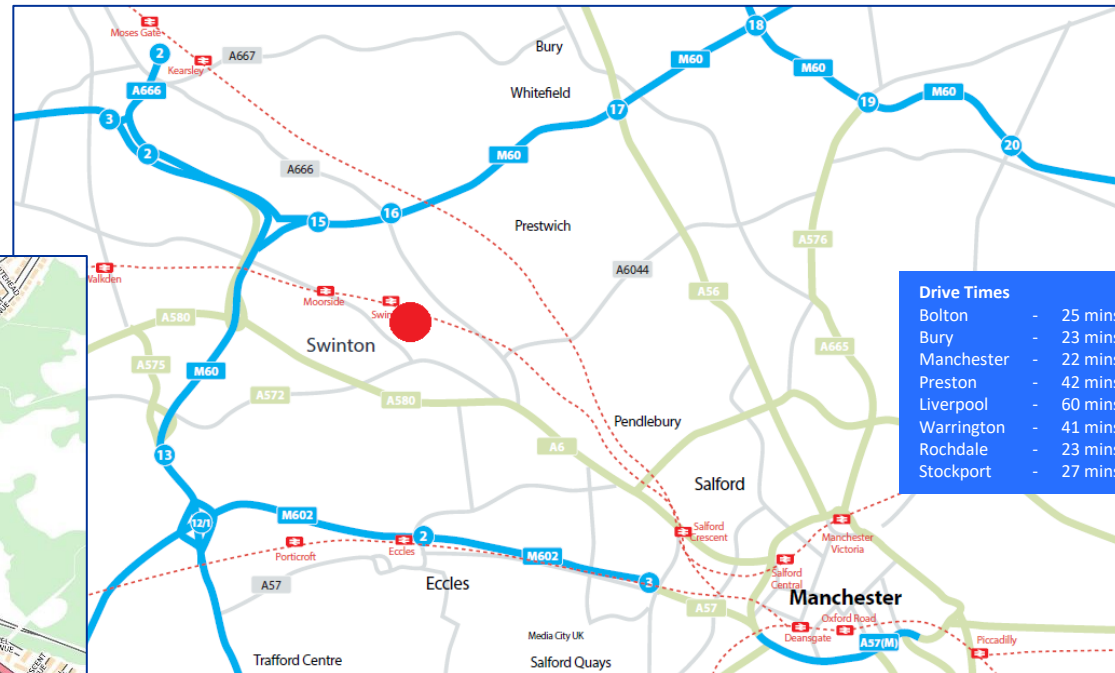 Moses Gate
2
Kearsley
A667
Bury
18
M60
M60
A666
Whitefield
19
M60
3
17
2
M60
20
A666
16
15
Prestwich
A576
A6044
Walkden
Moorside
A56
Swinton
A580
A665
A575
M60
A572
A580
Pendlebury
A6
13
Salford
12/1
M602
2
Salford
Crescent
Manchester
Victoria
Porticroft
Eccles
M602
Salford
Central
A57
Eccles
3
A57
Manchester
Oxford Road
Deansgate
Media City UK
A57(M)
Piccadilly
Trafford Centre
Salford Quays
Drive Times
Bolton - 25 mins
Bury - 23 mins
Manchester - 22 mins
Preston - 42 mins
Liverpool - 60 mins
Warrington - 41 mins
Rochdale - 23 mins
Stockport - 27 mins